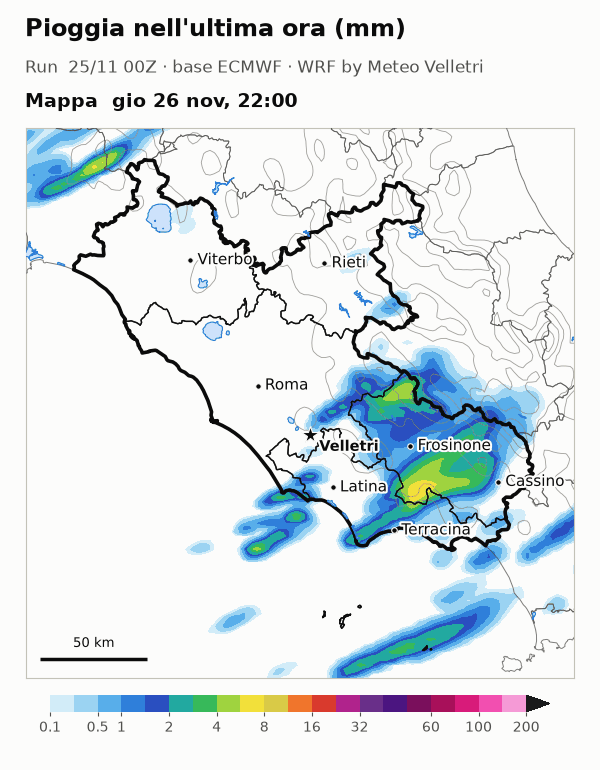 Pioggia nell'ultima ora (mm)
Run  25/11 00Z · base ECMWF · WRF by Meteo Velletri
Mappa  gio 26 nov, 22:00
Viterbo
Rieti
Roma
Velletri
Frosinone
Latina
Cassino
Terracina
50 km
0.1 0.5 1 2 4 8 16 32 60 100 200